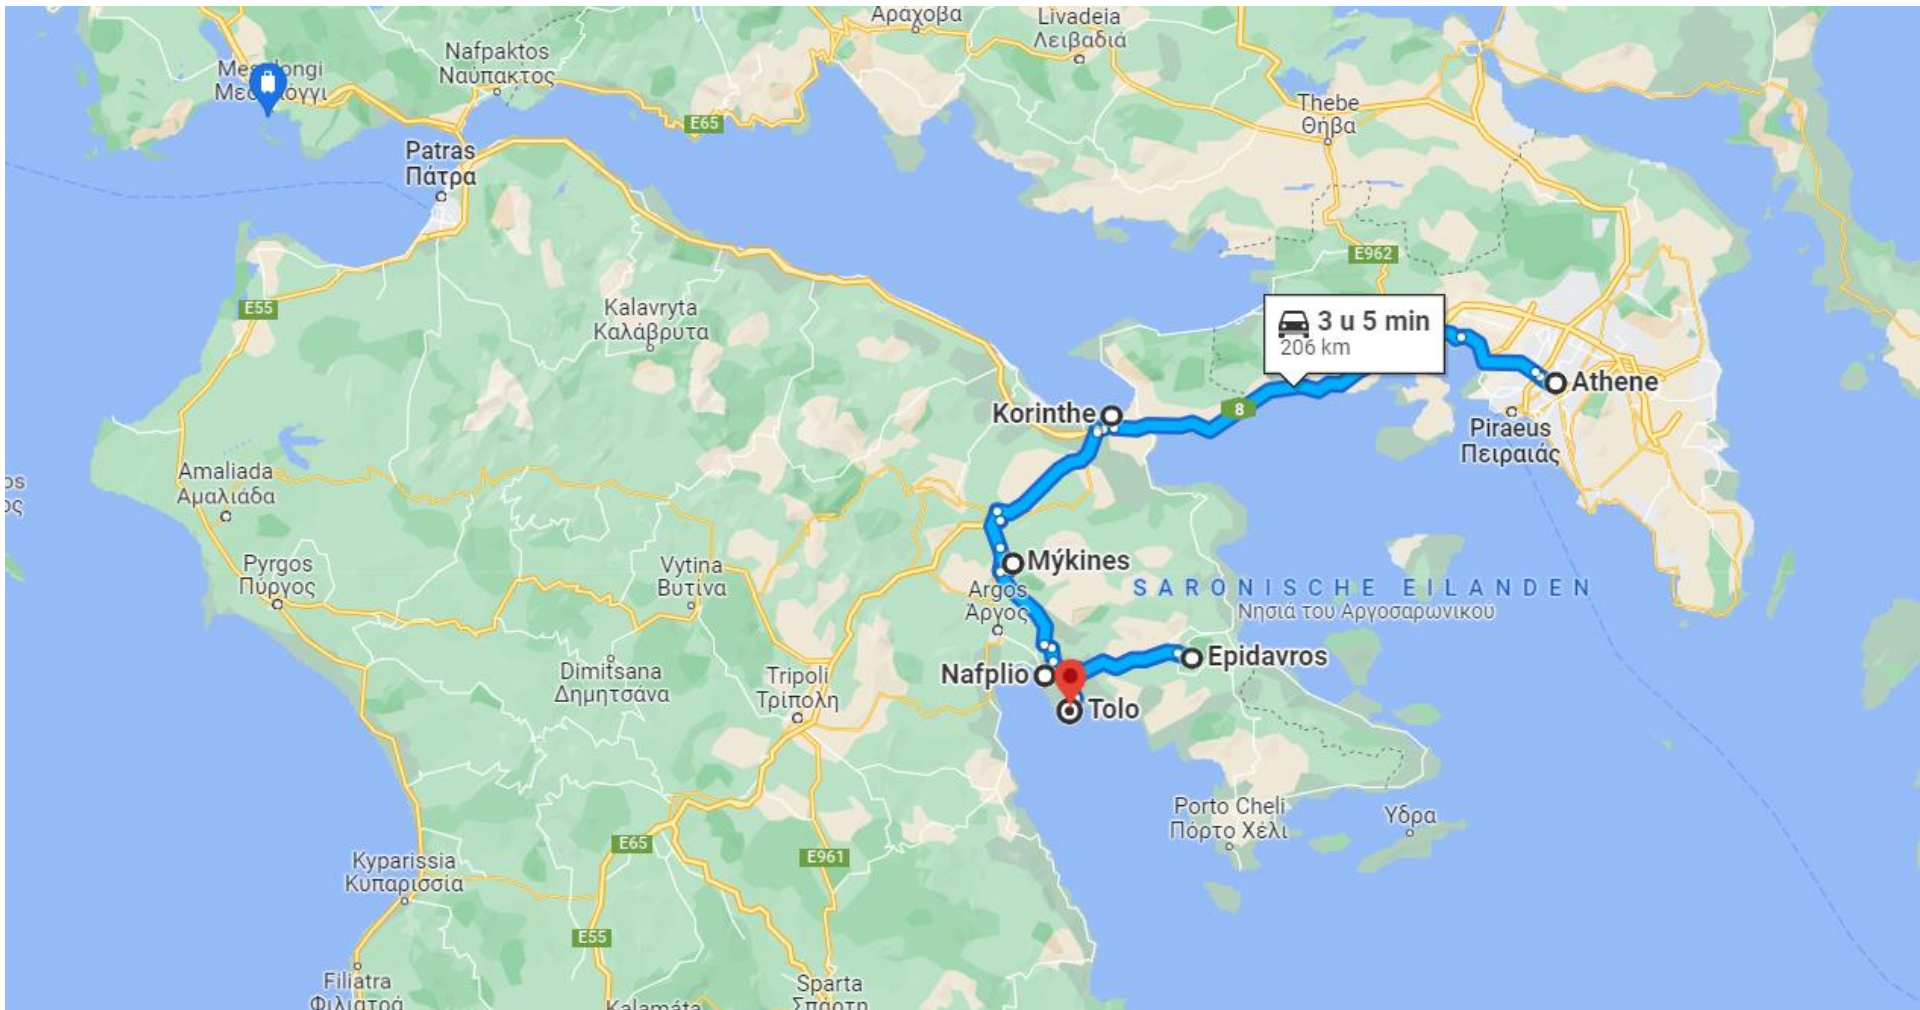 Αράχοβα
Livadeia
Λειβαδιά
Nafpaktos
Ναύπακτος
E65
Thebe
Θήβα
Patras
Πάτρα
E962
E55
Kalavryta
Καλάβρυτα
3 u 5 min
206 km
Athene
Korinthe
8
Piraeus
Πειραιάς
Amaliada
Αμαλιάδα
Mýkines
Argos
Άργος
SARONISCHE EILANDEN
Νησιά του Αργοσαρωνικού
Pyrgos
Πύργος
Vytina
Βυτίνα
Epidavros
Dimitsana
Δημητσάνα
Tripoli
Τρίπολη
Nafplio
Tolo
Porto Cheli
Πόρτο Χέλι
Ύδρα
E65
E961
Kyparissia
Κυπαρισσία
E55
Filiatra
Φιλιατρά
Sparta
Σπάρτη
Kalamáta